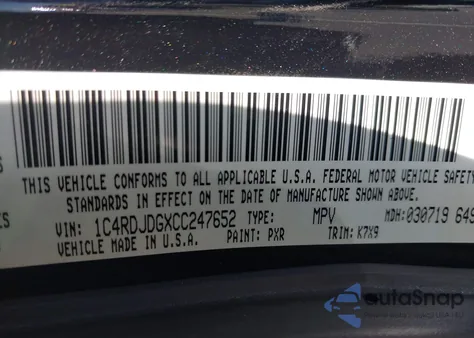 THIS VEHICLE CONFORMS TO ALL APPLICABLE U.S.A. FEDERAL MOTOR VEHICLE SAFETY
STANDARDS IN EFFECT ON THE DATE OF MANUFACTURE SHOWN ABOVE.
VIN: 1C4RDJDGXCC247652 TYPE: MPV MDH: 030719 649
VEHICLE MADE IN U.S.A. PAINT: PXR TRIM: K7X9
autoSnap